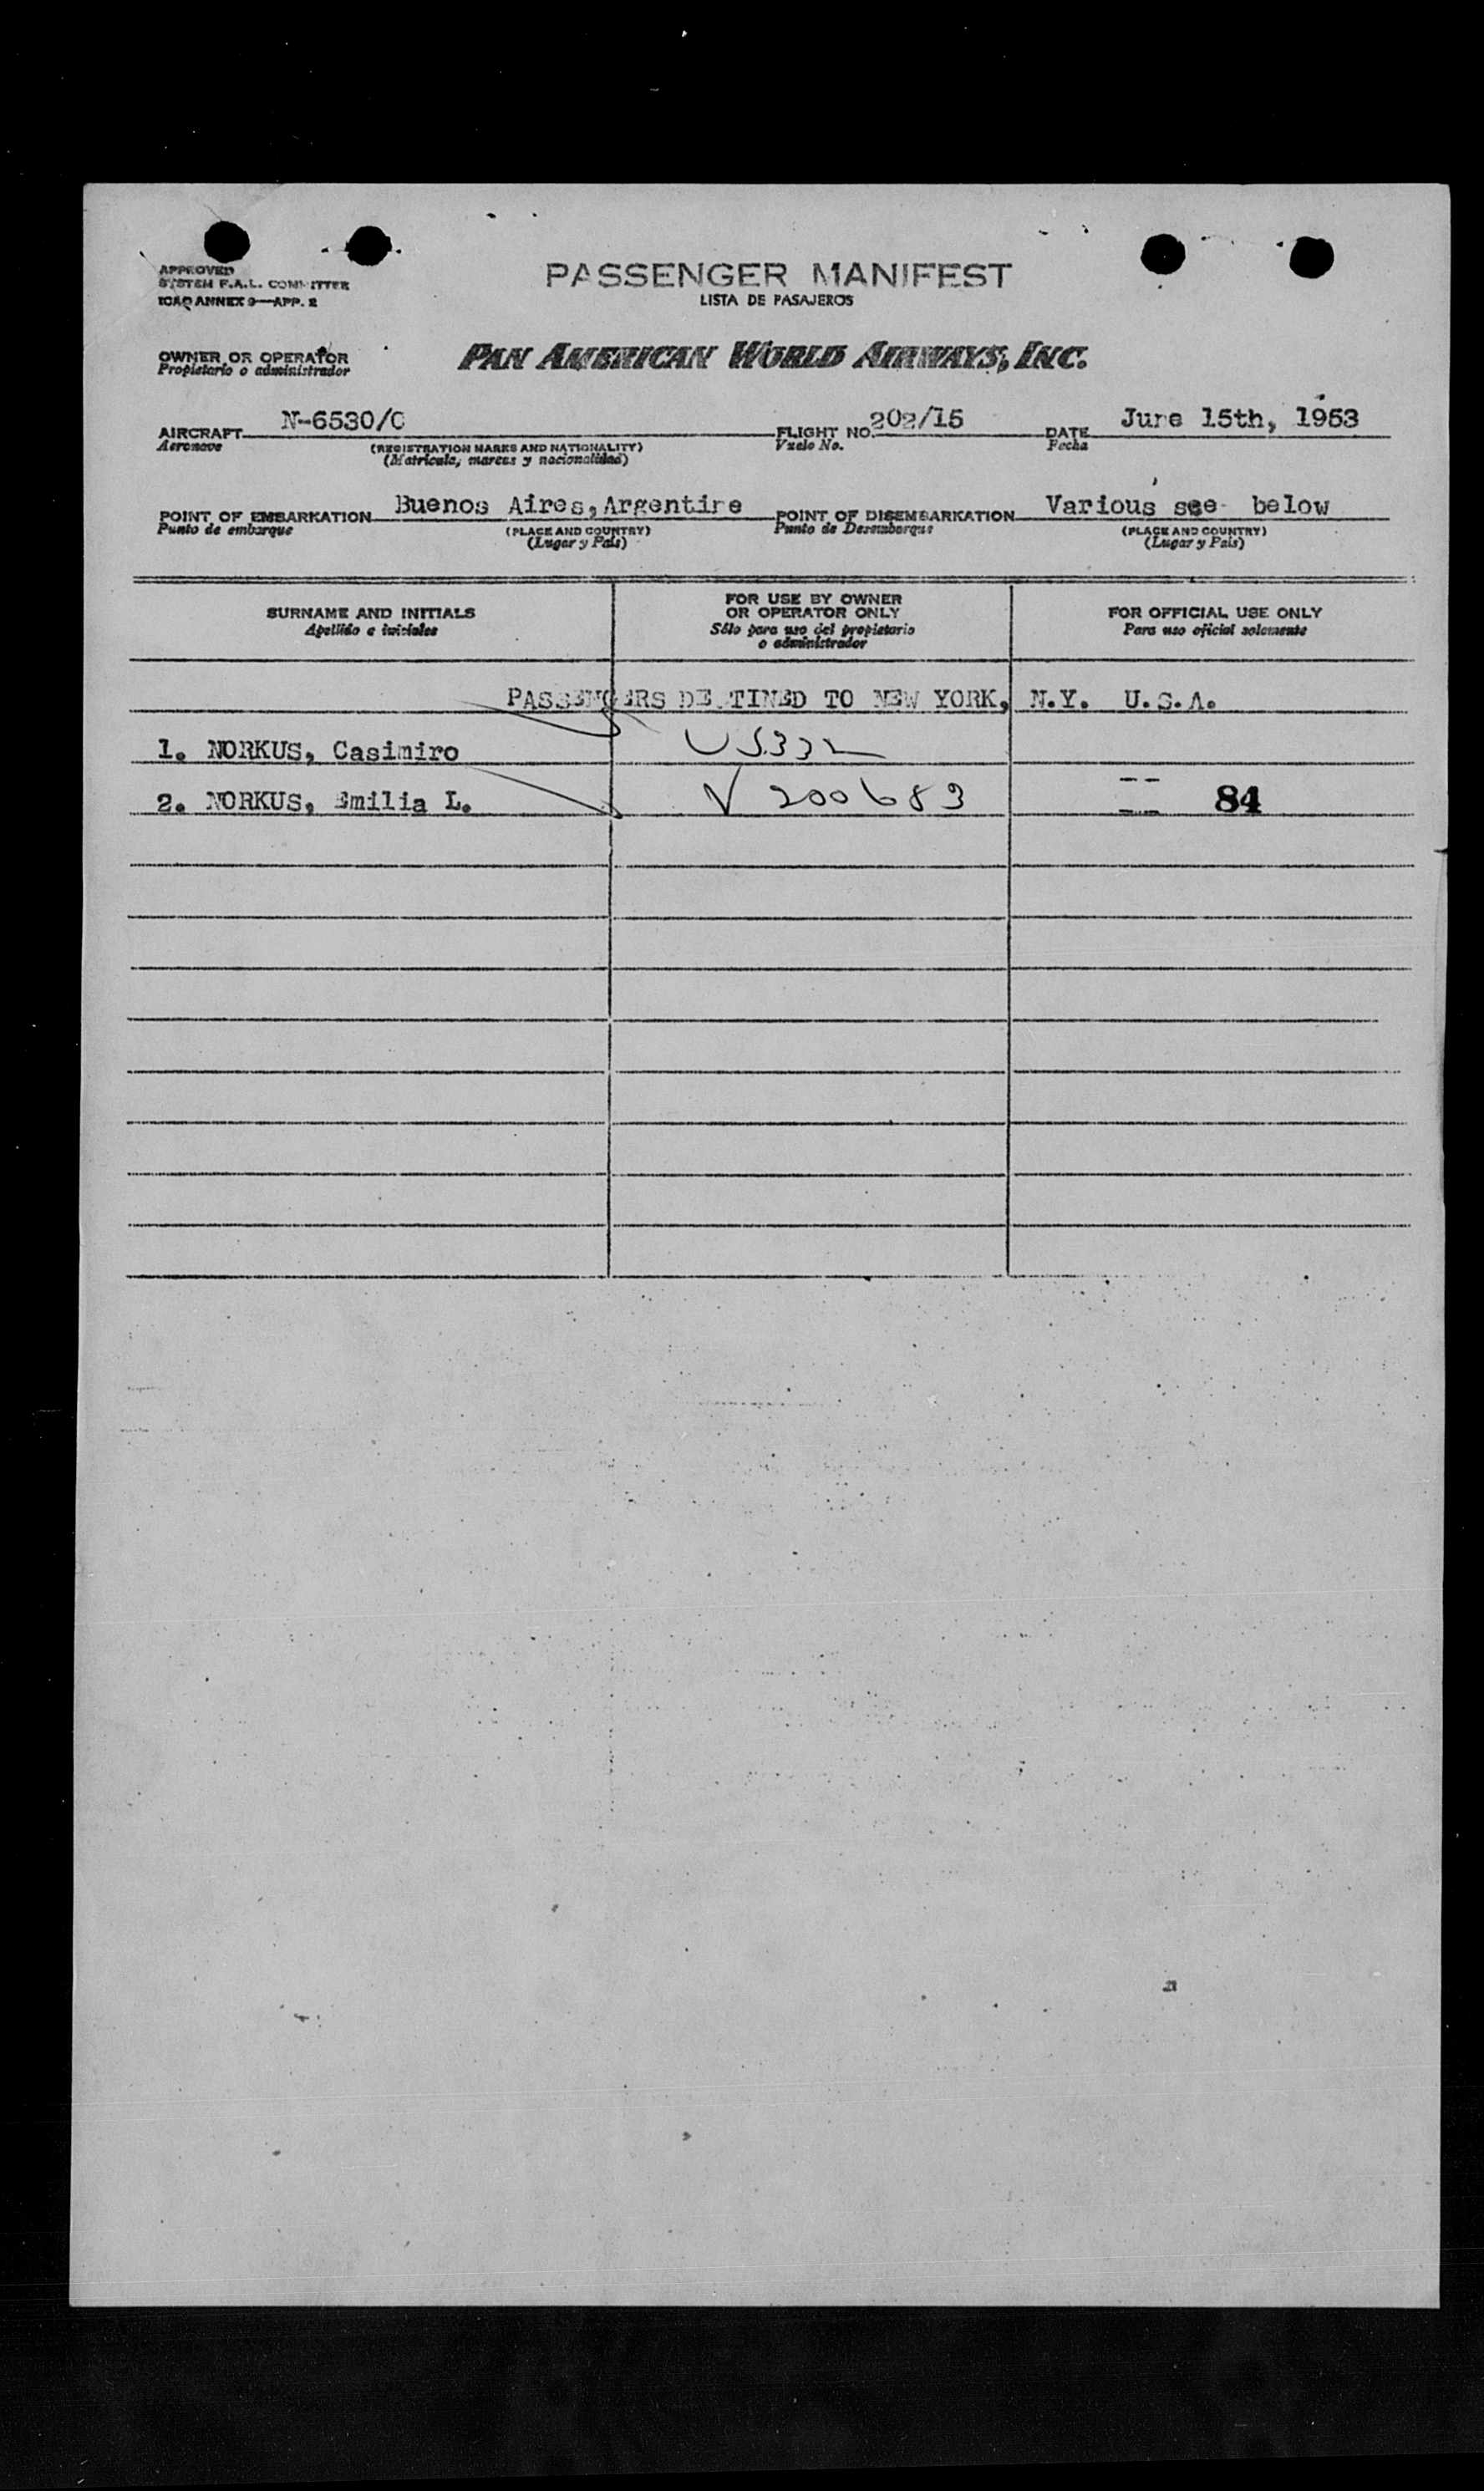 APPROVED
SYSTEM F.A.L. COMMITTEE
ICAO ANNEX 9—APP. 2
PASSENGER MANIFEST
LISTA DE PASAJEROS
OWNER OR OPERATOR
Propietario o administrador
PAN AMERICAN WORLD AIRWAYS, INC.
AIRCRAFT N-6530/C FLIGHT NO. 202/15 DATE June 15th, 1953
Aeronave (REGISTRATION MARKS AND NATIONALITY) Vuelo No. Fecha
(Matricula, marcas y nacionalidad)
POINT OF EMBARKATION Buenos Aires, Argentine POINT OF DISEMBARKATION Various see below
Punto de embarque (PLACE AND COUNTRY) Punto de Desembarque (PLACE AND COUNTRY)
(Lugar y País) (Lugar y País)
SURNAME AND INITIALS
Apellido e iniciales
FOR USE BY OWNER
OR OPERATOR ONLY
Sólo para uso del propietario
o administrador
FOR OFFICIAL USE ONLY
Para uso oficial solamente
PASSENGERS DE TINED TO NEW YORK, N.Y. U.S.A.
1. NORKUS, Casimiro US332
2. NORKUS, Emilia L. V 200683 84